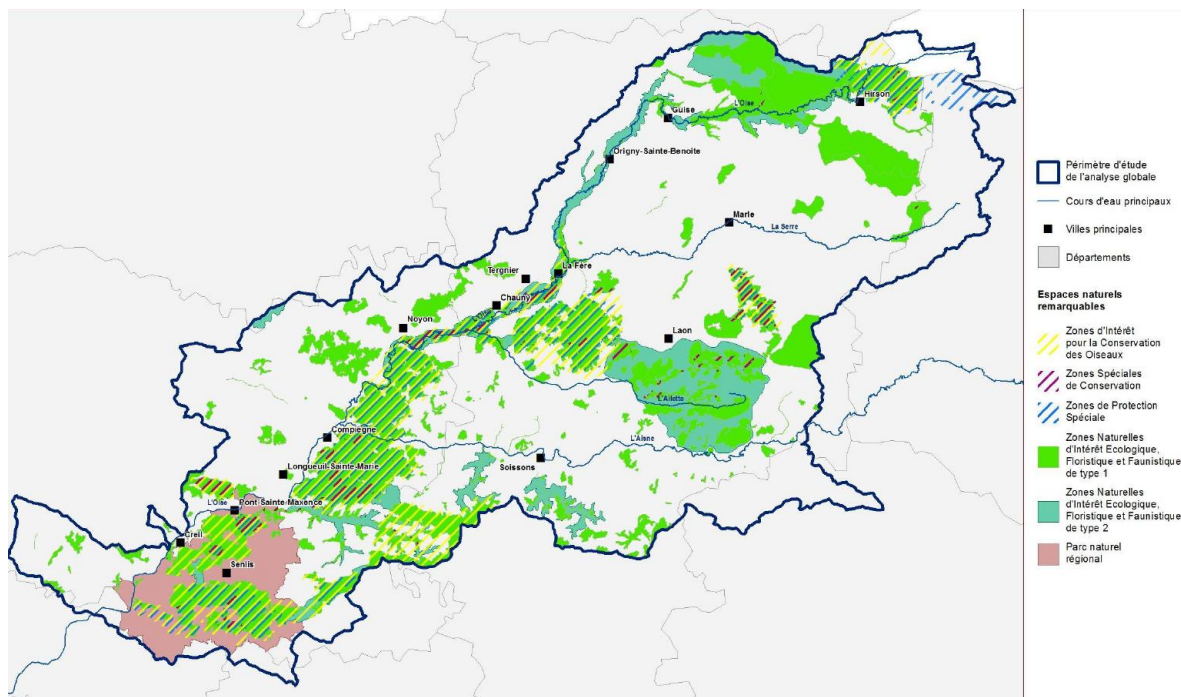 Hirson
L'Oise
Guise
Origny-Sainte-Benoite
Marle
La Serre
Tergnier
La Fère
Chauny
L'Oise
Noyon
Laon
L'Ailette
Compiegne
L'Aisne
Soissons
Longueuil-Sainte-Marie
L'Oise
Pont-Sainte-Maxence
Creil
Senlis
Périmètre d'étude
de l'analyse globale
Cours d'eau principaux
Villes principales
Départements
Espaces naturels
remarquables
Zones d'Intérêt
pour la Conservation
des Oiseaux
Zones Spéciales
de Conservation
Zones de Protection
Spéciale
Zones Naturelles
d'Intérêt Ecologique,
Floristique et Faunistique
de type 1
Zones Naturelles
d'Intérêt Ecologique,
Floristique et Faunistique
de type 2
Parc naturel
régional